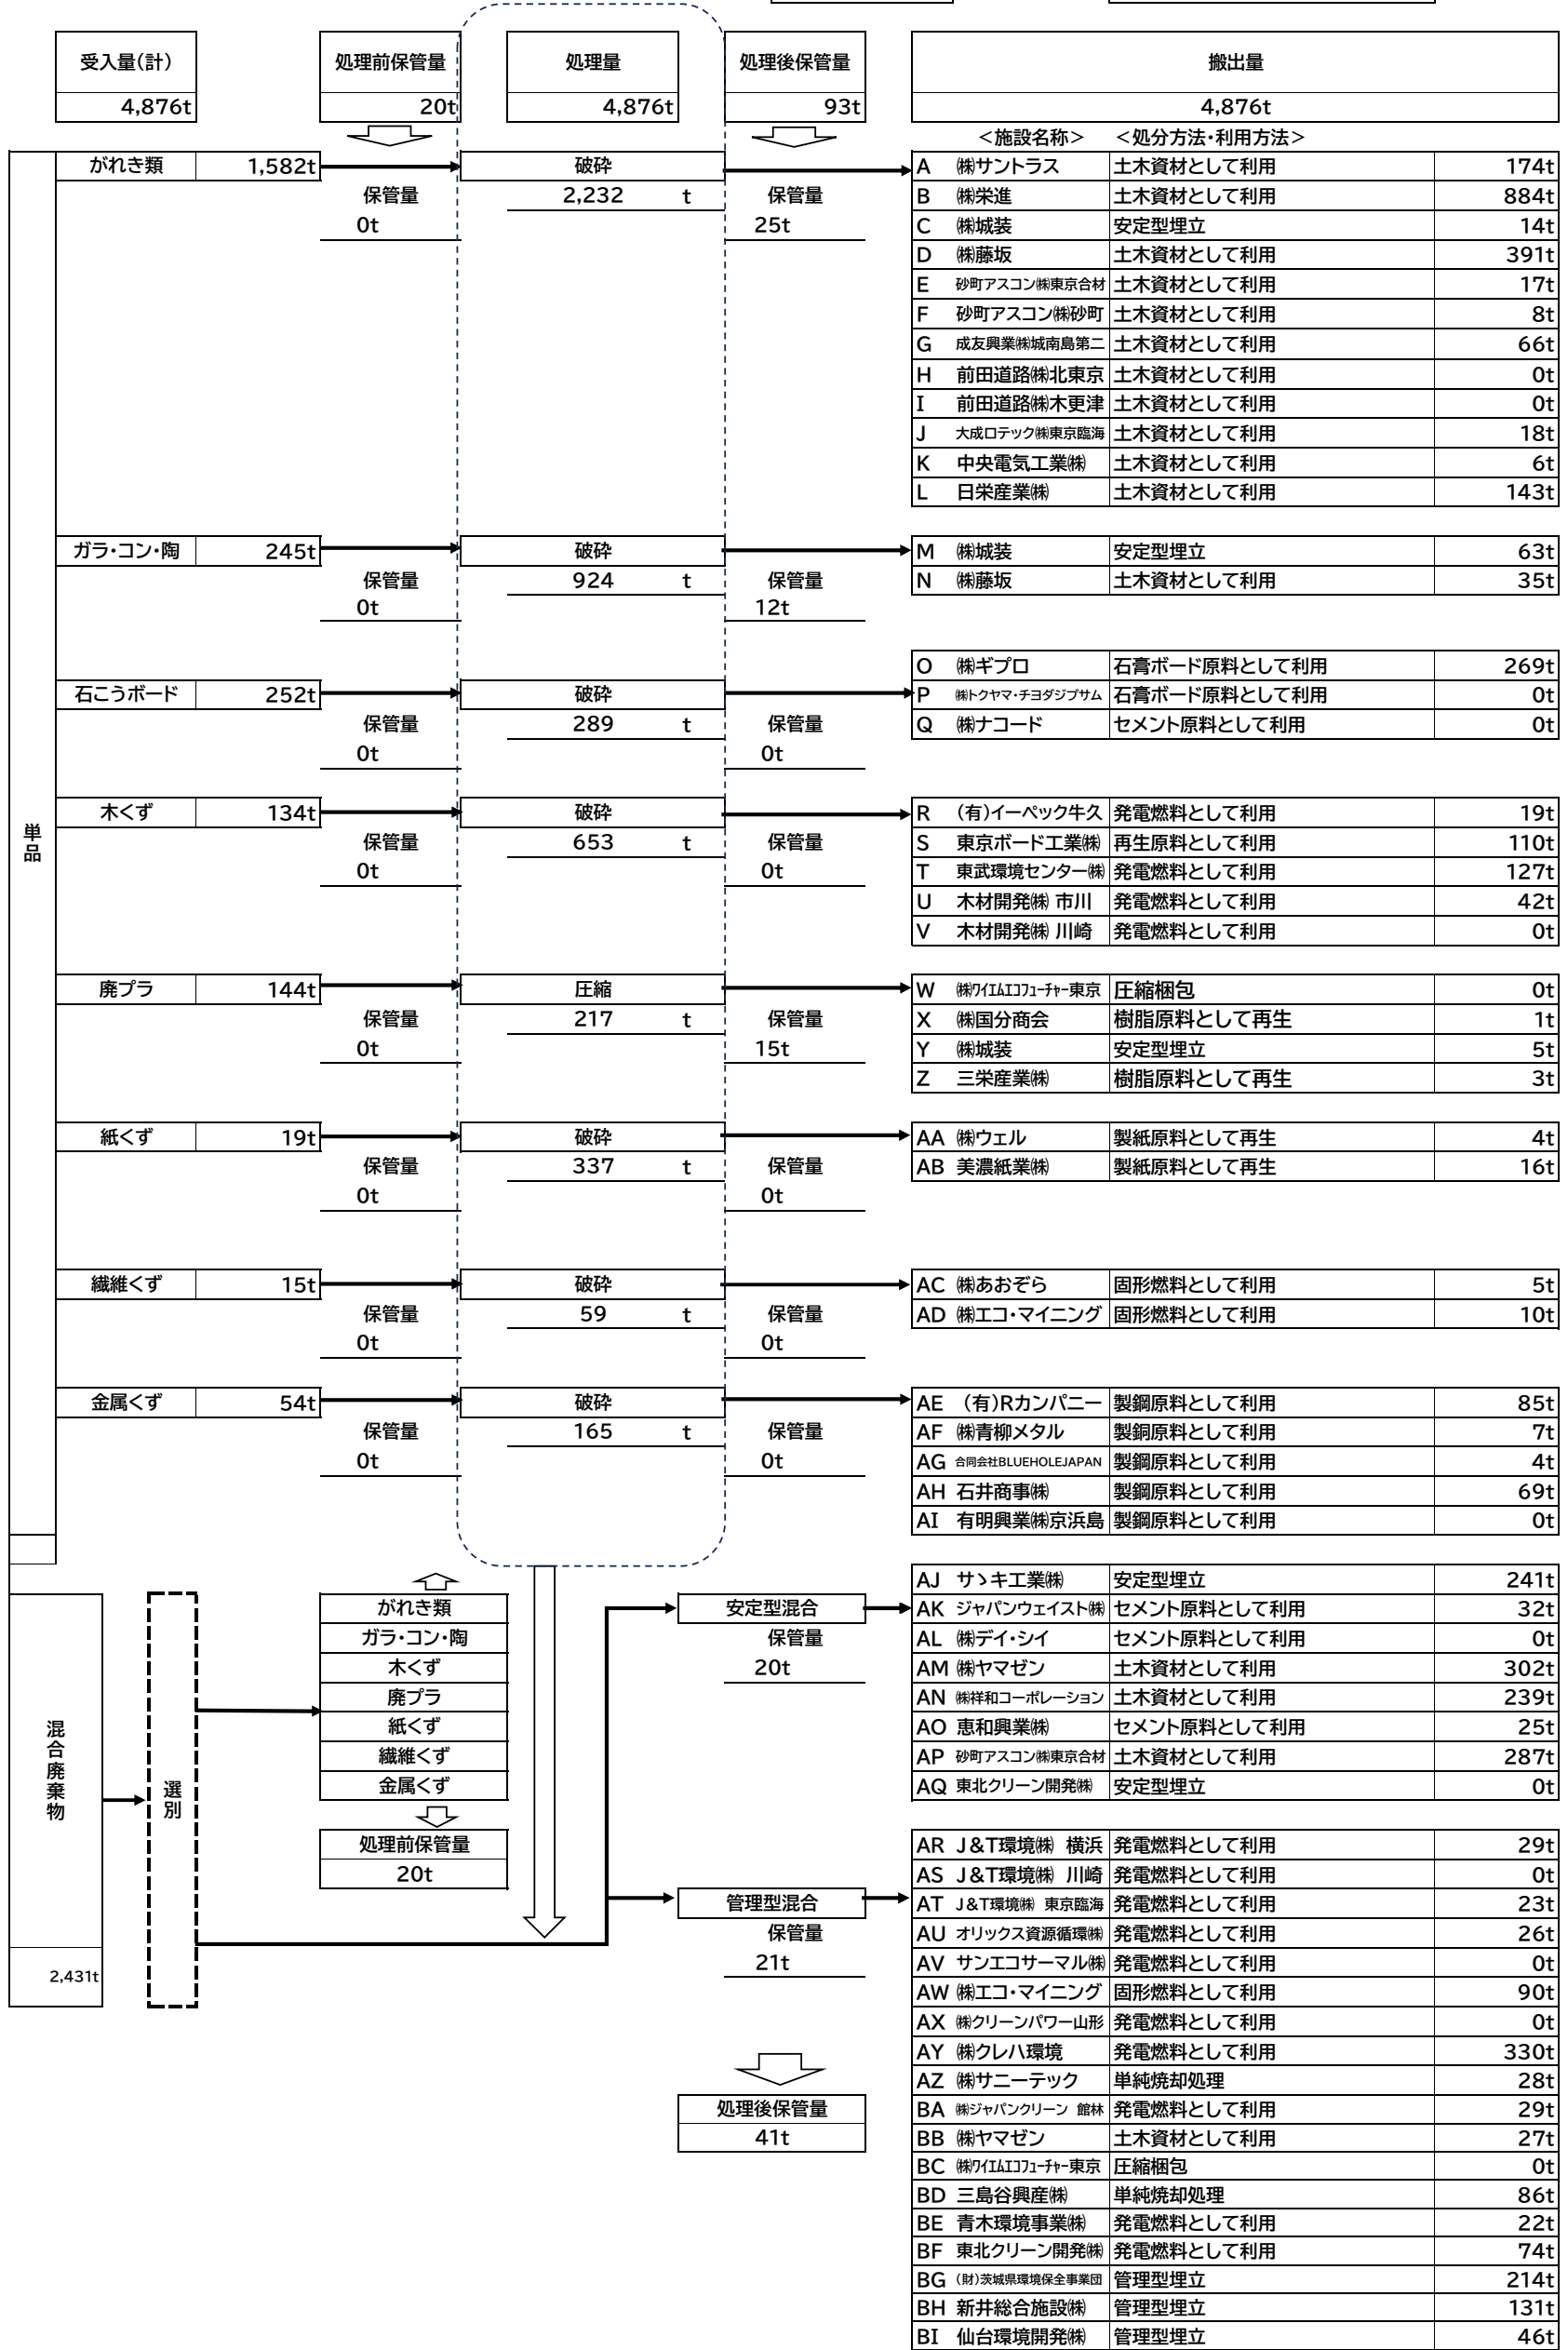 受入量(計) 処理前保管量 処理量 処理後保管量 搬出量
4,876t 20t 4,876t 93t 4,876t
＜施設名称＞ ＜処分方法・利用方法＞
単品
がれき類 1,582t 破砕 A ㈱サントラス 土木資材として利用 174t
保管量 2,232 t 保管量 B ㈱栄進 土木資材として利用 884t
0t 25t C ㈱城装 安定型埋立 14t
D ㈱藤坂 土木資材として利用 391t
E 砂町アスコン㈱東京合材 土木資材として利用 17t
F 砂町アスコン㈱砂町 土木資材として利用 8t
G 成友興業㈱城南島第二 土木資材として利用 66t
H 前田道路㈱北東京 土木資材として利用 0t
I 前田道路㈱木更津 土木資材として利用 0t
J 大成ロテック㈱東京臨海 土木資材として利用 18t
K 中央電気工業㈱ 土木資材として利用 6t
L 日栄産業㈱ 土木資材として利用 143t
ガラ・コン・陶 245t 破砕 M ㈱城装 安定型埋立 63t
保管量 924 t 保管量 N ㈱藤坂 土木資材として利用 35t
0t 12t
O ㈱ギプロ 石膏ボード原料として利用 269t
石こうボード 252t 破砕 P ㈱トクヤマ・チヨダジプサム 石膏ボード原料として利用 0t
保管量 289 t 保管量 Q ㈱ナコード セメント原料として利用 0t
0t 0t
木くず 134t 破砕 R (有)イーペック牛久 発電燃料として利用 19t
保管量 653 t 保管量 S 東京ボード工業㈱ 再生原料として利用 110t
0t 0t T 東武環境センター㈱ 発電燃料として利用 127t
U 木材開発㈱ 市川 発電燃料として利用 42t
V 木材開発㈱ 川崎 発電燃料として利用 0t
廃プラ 144t 圧縮 W ㈱ワイエムエコフューチャー東京 圧縮梱包 0t
保管量 217 t 保管量 X ㈱国分商会 樹脂原料として再生 1t
0t 15t Y ㈱城装 安定型埋立 5t
Z 三栄産業㈱ 樹脂原料として再生 3t
紙くず 19t 破砕 AA ㈱ウェル 製紙原料として再生 4t
保管量 337 t 保管量 AB 美濃紙業㈱ 製紙原料として再生 16t
0t 0t
繊維くず 15t 破砕 AC ㈱あおぞら 固形燃料として利用 5t
保管量 59 t 保管量 AD ㈱エコ・マイニング 固形燃料として利用 10t
0t 0t
金属くず 54t 破砕 AE (有)Rカンパニー 製鋼原料として利用 85t
保管量 165 t 保管量 AF ㈱青柳メタル 製銅原料として利用 7t
0t 0t AG 合同会社BLUEHOLEJAPAN 製鋼原料として利用 4t
AH 石井商事㈱ 製鋼原料として利用 69t
AI 有明興業㈱京浜島 製鋼原料として利用 0t
AJ サゝキ工業㈱ 安定型埋立 241t
がれき類 安定型混合 AK ジャパンウェイスト㈱ セメント原料として利用 32t
ガラ・コン・陶 保管量 AL ㈱デイ・シイ セメント原料として利用 0t
木くず 20t AM ㈱ヤマゼン 土木資材として利用 302t
廃プラ AN ㈱祥和コーポレーション 土木資材として利用 239t
紙くず AO 恵和興業㈱ セメント原料として利用 25t
繊維くず AP 砂町アスコン㈱東京合材 土木資材として利用 287t
金属くず AQ 東北クリーン開発㈱ 安定型埋立 0t
混合廃棄物
選別
処理前保管量 AR J&T環境㈱ 横浜 発電燃料として利用 29t
20t AS J&T環境㈱ 川崎 発電燃料として利用 0t
管理型混合 AT J&T環境㈱ 東京臨海 発電燃料として利用 23t
保管量 AU オリックス資源循環㈱ 発電燃料として利用 26t
21t AV サンエコサーマル㈱ 発電燃料として利用 0t
2,431t AW ㈱エコ・マイニング 固形燃料として利用 90t
AX ㈱クリーンパワー山形 発電燃料として利用 0t
AY ㈱クレハ環境 発電燃料として利用 330t
AZ ㈱サニーテック 単純焼却処理 28t
処理後保管量 BA ㈱ジャパンクリーン 館林 発電燃料として利用 29t
41t BB ㈱ヤマゼン 土木資材として利用 27t
BC ㈱ワイエムエコフューチャー東京 圧縮梱包 0t
BD 三島谷興産㈱ 単純焼却処理 86t
BE 青木環境事業㈱ 発電燃料として利用 22t
BF 東北クリーン開発㈱ 発電燃料として利用 74t
BG (財)茨城県環境保全事業団 管理型埋立 214t
BH 新井総合施設㈱ 管理型埋立 131t
BI 仙台環境開発㈱ 管理型埋立 46t